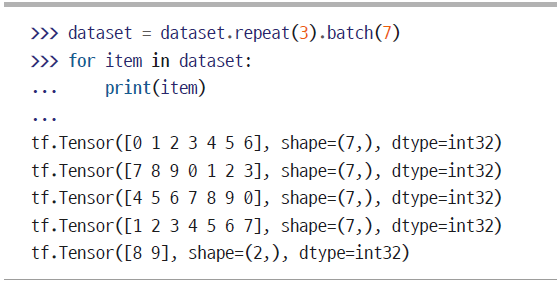 >>> dataset = dataset.repeat(3).batch(7)
>>> for item in dataset:
...     print(item)
...
tf.Tensor([0 1 2 3 4 5 6], shape=(7,), dtype=int32)
tf.Tensor([7 8 9 0 1 2 3], shape=(7,), dtype=int32)
tf.Tensor([4 5 6 7 8 9 0], shape=(7,), dtype=int32)
tf.Tensor([1 2 3 4 5 6 7], shape=(7,), dtype=int32)
tf.Tensor([8 9], shape=(2,), dtype=int32)